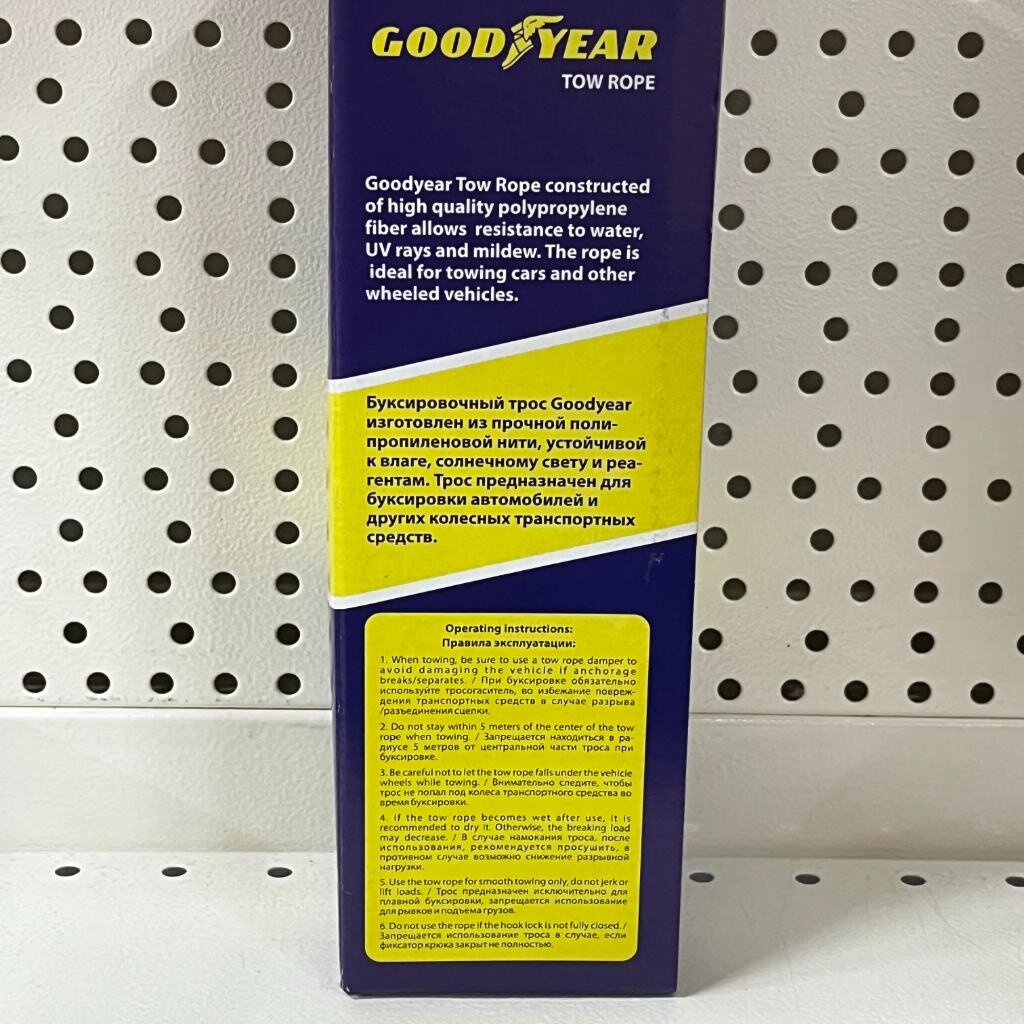 GOODYEAR
TOW ROPE
Goodyear Tow Rope constructed
of high quality polypropylene
fiber allows resistance to water,
UV rays and mildew. The rope is
ideal for towing cars and other
wheeled vehicles.
Буксировочный трос Goodyear
изготовлен из прочной поли-
пропиленовой нити, устойчивой
к влаге, солнечному свету и реа-
гентам. Трос предназначен для
буксировки автомобилей и
других колесных транспортных
средств.
Operating instructions:
Правила эксплуатации:
1. When towing, be sure to use a tow rope damper to
avoid damaging the vehicle if anchorage
breaks/separates. / При буксировке обязательно
используйте тросогаситель, во избежание повреж-
дения транспортных средств в случае разрыва
/разъединения сцепки.
2. Do not stay within 5 meters of the center of the tow
rope when towing. / Запрещается находиться в ра-
диусе 5 метров от центральной части троса при
буксировке.
3. Be careful not to let the tow rope falls under the vehicle
wheels while towing. / Внимательно следите, чтобы
трос не попал под колеса транспортного средства во
время буксировки.
4. If the tow rope becomes wet after use, it is
recommended to dry it. Otherwise, the breaking load
may decrease. / В случае намокания троса, после
использования, рекомендуется просушить, в
противном случае возможно снижение разрывной
нагрузки.
5. Use the tow rope for smooth towing only, do not jerk or
lift loads. / Трос предназначен исключительно для
плавной буксировки, запрещается использование
для рывков и подъема грузов.
6. Do not use the rope if the hook lock is not fully closed. /
Запрещается использование троса в случае, если
фиксатор крюка закрыт не полностью.